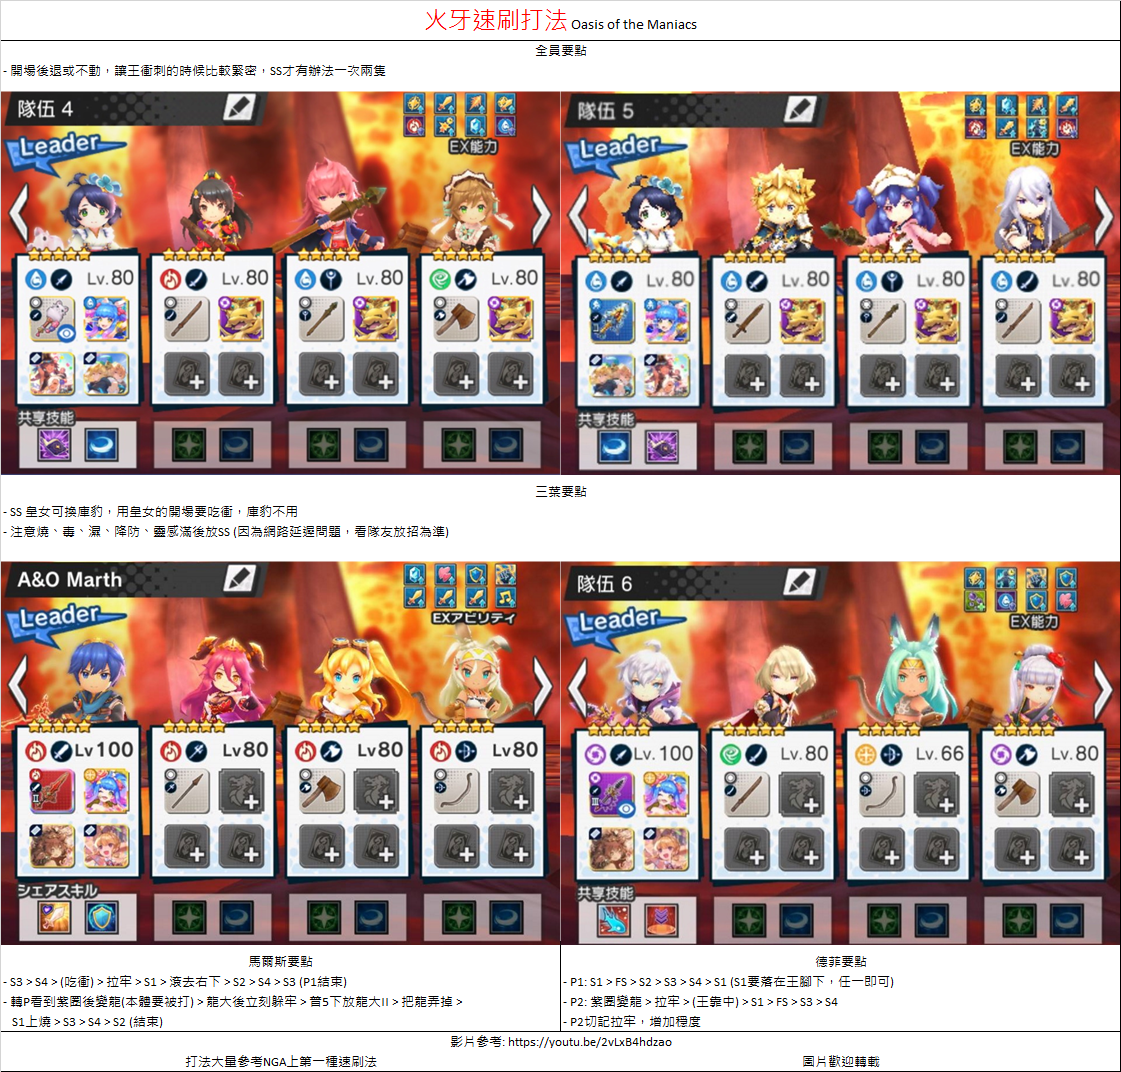 火牙速刷打法 Oasis of the Maniacs
全員要點
- 開場後退或不動，讓王衝刺的時候比較緊密，SS才有辦法一次兩隻
隊伍 4
EX能力
Leader
Lv.80
Lv.80
Lv.80
Lv.80
共享技能
隊伍 5
EX能力
Leader
Lv.80
Lv.80
Lv.80
Lv.80
共享技能
三葉要點
- SS 皇女可換庫豹，用皇女的開場要吃衝，庫豹不用
- 注意燒、毒、濕、降防、靈感滿後放SS (因為網路延遲問題，看隊友放招為準)
A&O Marth
EXアビリティ
Leader
Lv100
Lv80
Lv80
Lv80
II
シェアスキル
隊伍 6
EX能力
Leader
Lv.100
Lv.80
Lv.66
Lv.80
III
共享技能
馬爾斯要點
- S3 > S4 > (吃衝) > 拉牢 > S1 > 滾去右下 > S2 > S4 > S3 (P1結束)
- 轉P看到紫圈後變龍(本體要被打) > 龍大後立刻躲牢 > 普5下放龍大II > 把龍弄掉 >
S1上燒 > S3 > S4 > S2 (結束)
德菲要點
- P1: S1 > FS > S2 > S3 > S4 > S1 (S1要落在王腳下，任一即可)
- P2: 紫圈變龍 > 拉牢 > (王靠中) > S1 > FS > S3 > S4
- P2切記拉牢，增加穩度
影片參考: https://youtu.be/2vLxB4hdzao
打法大量參考NGA上第一種速刷法
圖片歡迎轉載